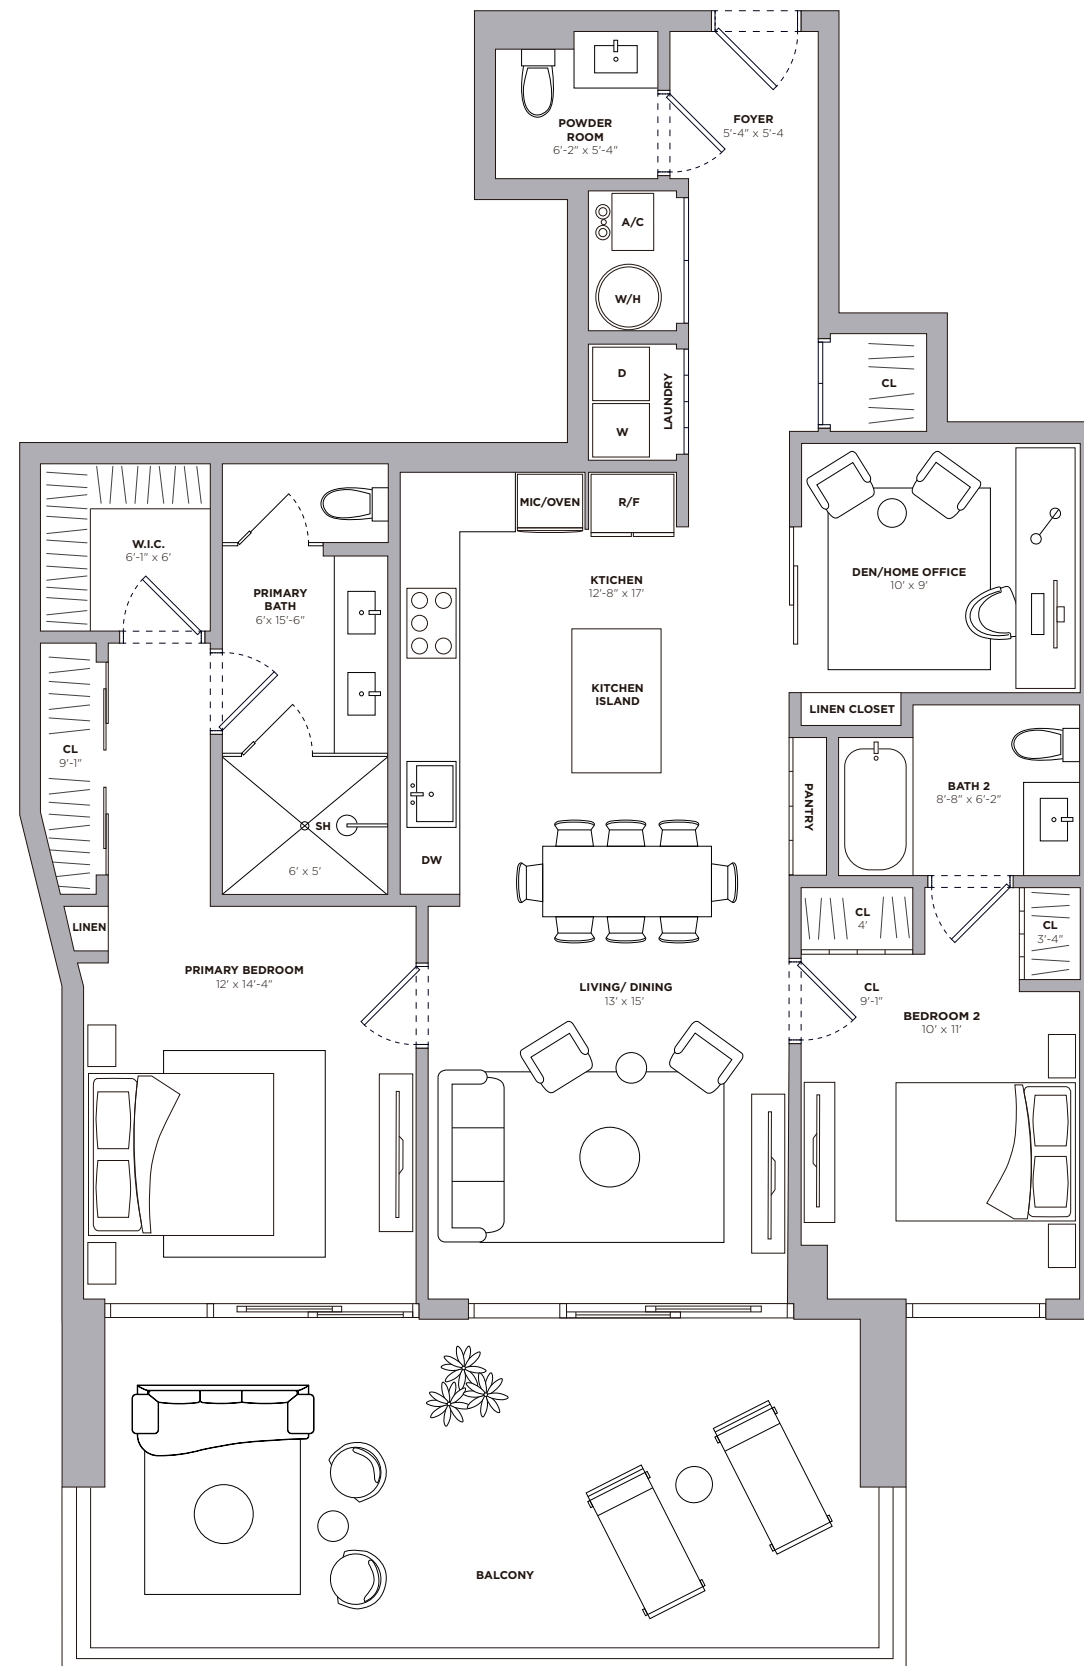 FOYER
5'-4" x 5'-4
POWDER
ROOM
6'-2" x 5'-4"
A/C
W/H
D
W
LAUNDRY
CL
MIC/OVEN
R/F
W.I.C.
6'-1" x 6'
PRIMARY
BATH
6'x 15'-6"
KTICHEN
12'-8" x 17'
DEN/HOME OFFICE
10' x 9'
KITCHEN
ISLAND
LINEN CLOSET
CL
9'-1"
PANTRY
BATH 2
8'-8" x 6'-2"
SH
6' x 5'
DW
LINEN
CL
4'
CL
3'-4"
PRIMARY BEDROOM
12' x 14'-4"
LIVING/ DINING
13' x 15'
CL
9'-1"
BEDROOM 2
10' x 11'
BALCONY